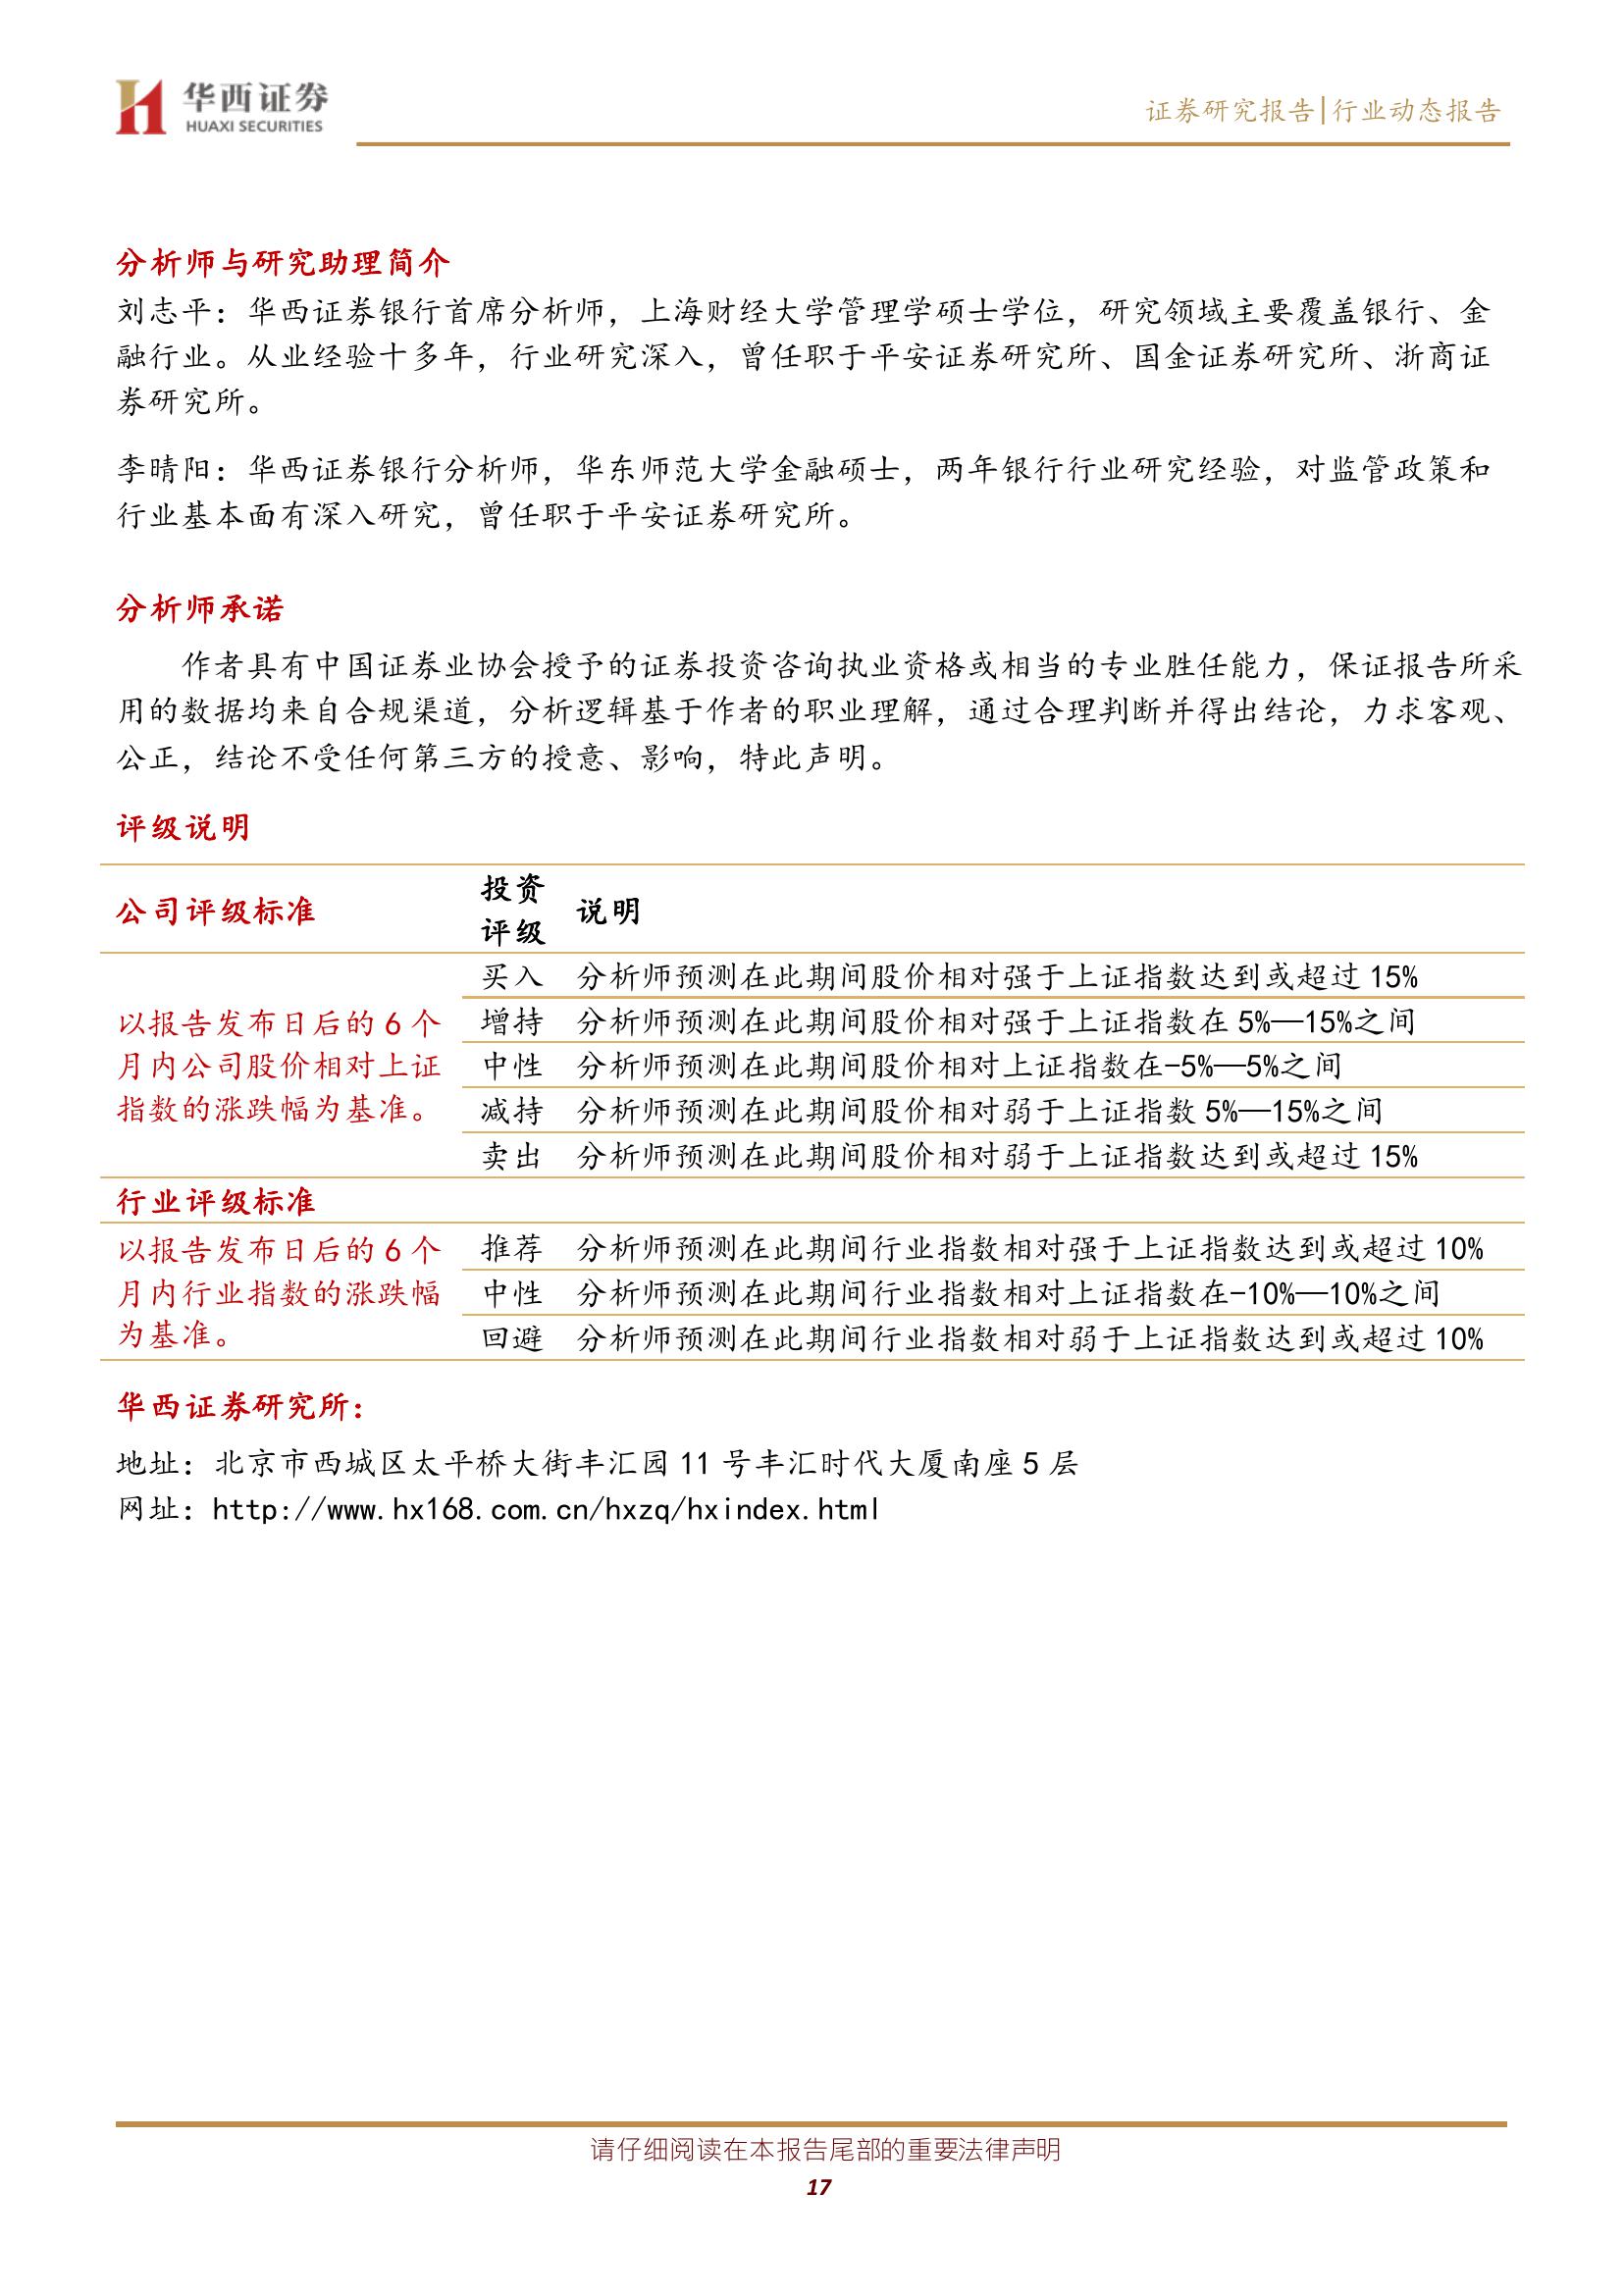 华西证券
HUAXI SECURITIES
证券研究报告|行业动态报告
分析师与研究助理简介
刘志平：华西证券银行首席分析师，上海财经大学管理学硕士学位，研究领域主要覆盖银行、金
融行业。从业经验十多年，行业研究深入，曾任职于平安证券研究所、国金证券研究所、浙商证
券研究所。
李晴阳：华西证券银行分析师，华东师范大学金融硕士，两年银行行业研究经验，对监管政策和
行业基本面有深入研究，曾任职于平安证券研究所。
分析师承诺
作者具有中国证券业协会授予的证券投资咨询执业资格或相当的专业胜任能力，保证报告所采
用的数据均来自合规渠道，分析逻辑基于作者的职业理解，通过合理判断并得出结论，力求客观、
公正，结论不受任何第三方的授意、影响，特此声明。
评级说明
公司评级标准
投资
评级
说明
以报告发布日后的 6 个
月内公司股价相对上证
指数的涨跌幅为基准。
买入 分析师预测在此期间股价相对强于上证指数达到或超过 15%
增持 分析师预测在此期间股价相对强于上证指数在 5%—15%之间
中性 分析师预测在此期间股价相对上证指数在-5%—5%之间
减持 分析师预测在此期间股价相对弱于上证指数 5%—15%之间
卖出 分析师预测在此期间股价相对弱于上证指数达到或超过 15%
行业评级标准
以报告发布日后的 6 个
月内行业指数的涨跌幅
为基准。
推荐 分析师预测在此期间行业指数相对强于上证指数达到或超过 10%
中性 分析师预测在此期间行业指数相对上证指数在-10%—10%之间
回避 分析师预测在此期间行业指数相对弱于上证指数达到或超过 10%
华西证券研究所：
地址：北京市西城区太平桥大街丰汇园 11 号丰汇时代大厦南座 5 层
网址：http://www.hx168.com.cn/hxzq/hxindex.html
请仔细阅读在本报告尾部的重要法律声明
17